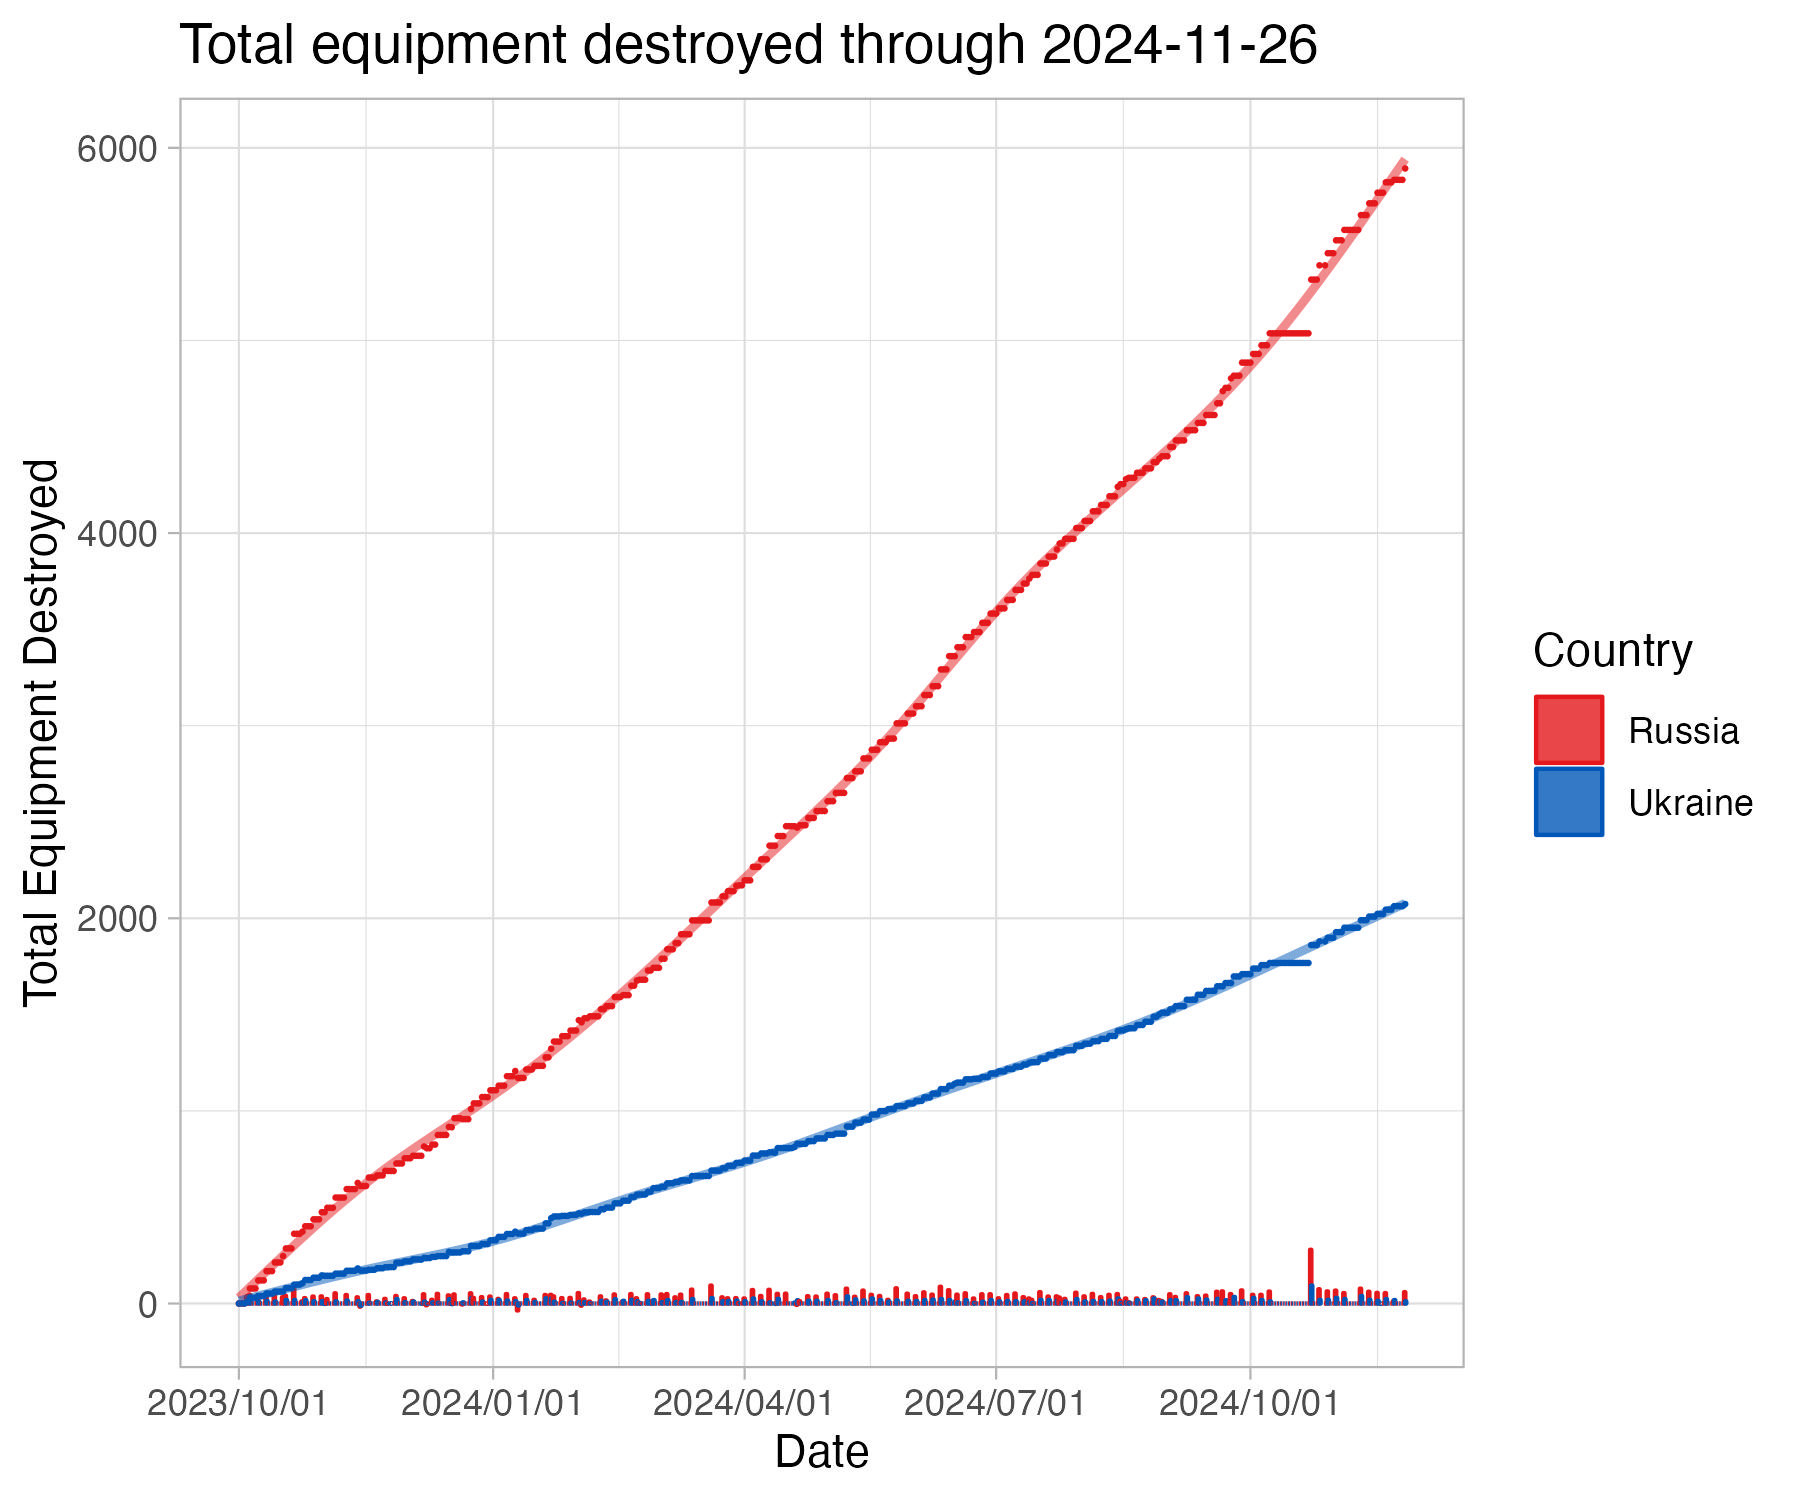 Total equipment destroyed through 2024-11-26
Total Equipment Destroyed
6000
4000
2000
0
2023/10/01
2024/01/01
2024/04/01
2024/07/01
2024/10/01
Date
Country
Russia
Ukraine